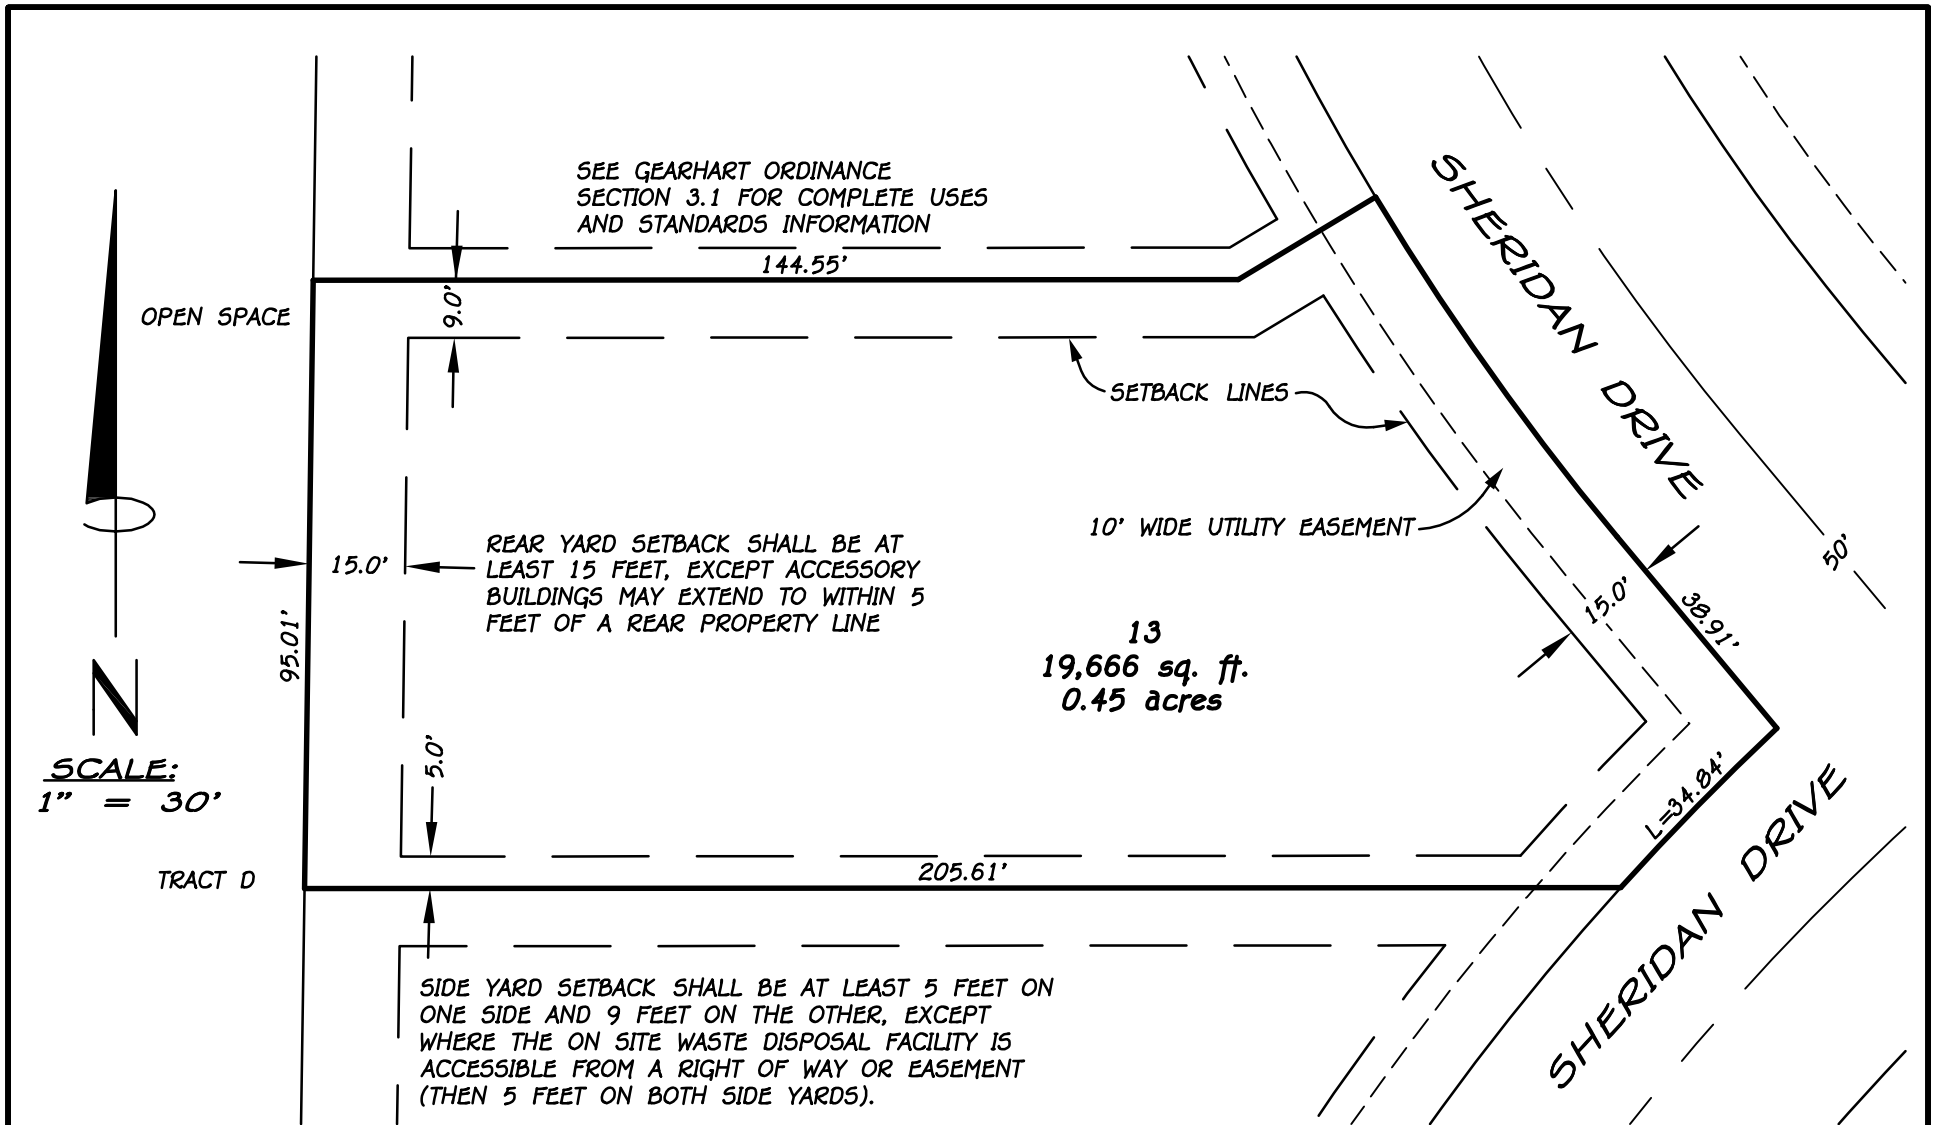 SEE GEARHART ORDINANCE
SECTION 3.1 FOR COMPLETE USES
AND STANDARDS INFORMATION
144.55'
OPEN SPACE
9.0'
SHERIDAN DRIVE
SETBACK LINES
10' WIDE UTILITY EASEMENT
50'
15.0'
REAR YARD SETBACK SHALL BE AT
LEAST 15 FEET, EXCEPT ACCESSORY
BUILDINGS MAY EXTEND TO WITHIN 5
FEET OF A REAR PROPERTY LINE
95.01'
15.0'
38.91'
13
19,666 sq. ft.
0.45 acres
N
SCALE:
1" = 30'
5.0'
L=34.84'
TRACT D
205.61'
SHERIDAN DRIVE
SIDE YARD SETBACK SHALL BE AT LEAST 5 FEET ON
ONE SIDE AND 9 FEET ON THE OTHER, EXCEPT
WHERE THE ON SITE WASTE DISPOSAL FACILITY IS
ACCESSIBLE FROM A RIGHT OF WAY OR EASEMENT
(THEN 5 FEET ON BOTH SIDE YARDS).